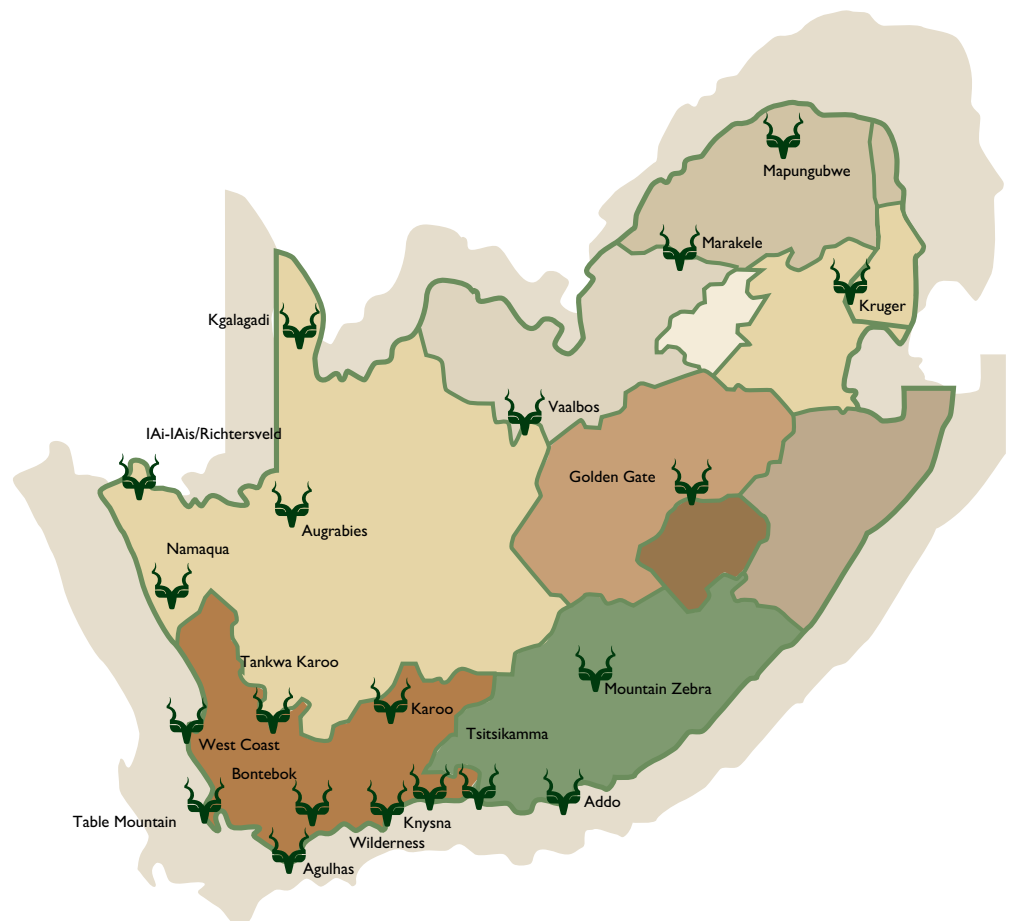 Mapungubwe
Marakele
Kruger
Kgalagadi
Vaalbos
IAi-IAis/Richtersveld
Golden Gate
Augrabies
Namaqua
Tankwa Karoo
Mountain Zebra
Karoo
Tsitsikamma
West Coast
Bontebok
Addo
Table Mountain
Knysna
Wilderness
Agulhas